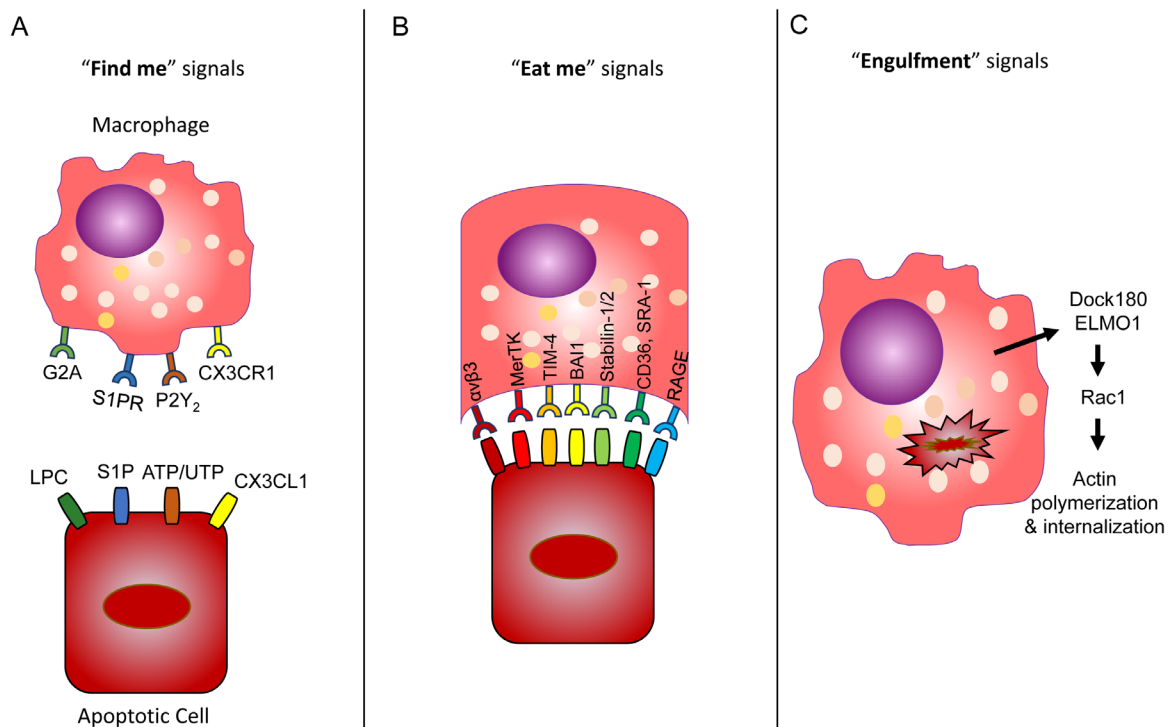 A
“Find me” signals
Macrophage
G2A
S1PR
P2Y2
CX3CR1
LPC
S1P
ATP/UTP
CX3CL1
Apoptotic Cell
B
“Eat me” signals
αvβ3
MerTK
TIM-4
BAI1
Stabilin-1/2
CD36, SRA-1
RAGE
C
“Engulfment” signals
Dock180
ELMO1
Rac1
Actin
polymerization
& internalization